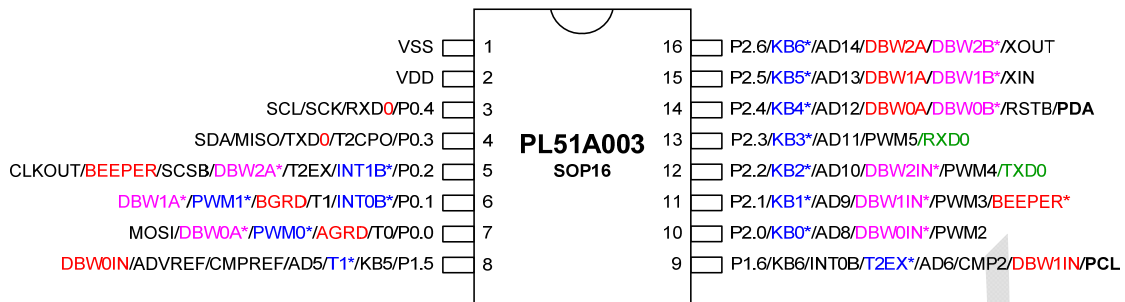 VSS 1 16 P2.6/KB6*/AD14/DBW2A/DBW2B*/XOUT
VDD 2 15 P2.5/KB5*/AD13/DBW1A/DBW1B*/XIN
SCL/SCK/RXD0/P0.4 3 14 P2.4/KB4*/AD12/DBW0A/DBW0B*/RSTB/PDA
SDA/MISO/TXD0/T2CPO/P0.3 4 PL51A003 13 P2.3/KB3*/AD11/PWM5/RXD0
CLKOUT/BEEPER/SCSB/DBW2A*/T2EX/INT1B*/P0.2 5 SOP16 12 P2.2/KB2*/AD10/DBW2IN*/PWM4/TXD0
DBW1A*/PWM1*/BGRD/T1/INT0B*/P0.1 6 11 P2.1/KB1*/AD9/DBW1IN*/PWM3/BEEPER*
MOSI/DBW0A*/PWM0*/AGRD/T0/P0.0 7 10 P2.0/KB0*/AD8/DBW0IN*/PWM2
DBW0IN/ADVREF/CMPREF/AD5/T1*/KB5/P1.5 8 9 P1.6/KB6/INT0B/T2EX*/AD6/CMP2/DBW1IN/PCL